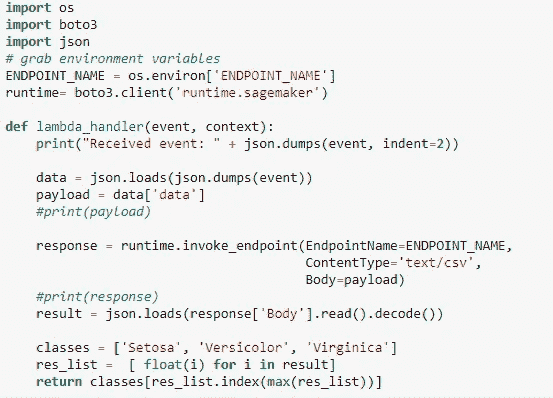 import os
import boto3
import json
# grab environment variables
ENDPOINT_NAME = os.environ['ENDPOINT_NAME']
runtime= boto3.client('runtime.sagemaker')

def lambda_handler(event, context):
    print("Received event: " + json.dumps(event, indent=2))

    data = json.loads(json.dumps(event))
    payload = data['data']
    #print(payload)

    response = runtime.invoke_endpoint(EndpointName=ENDPOINT_NAME,
                                       ContentType='text/csv',
                                       Body=payload)
    #print(response)
    result = json.loads(response['Body'].read().decode())

    classes = ['Setosa', 'Versicolor', 'Virginica']
    res_list =  [ float(i) for i in result]
    return classes[res_list.index(max(res_list))]